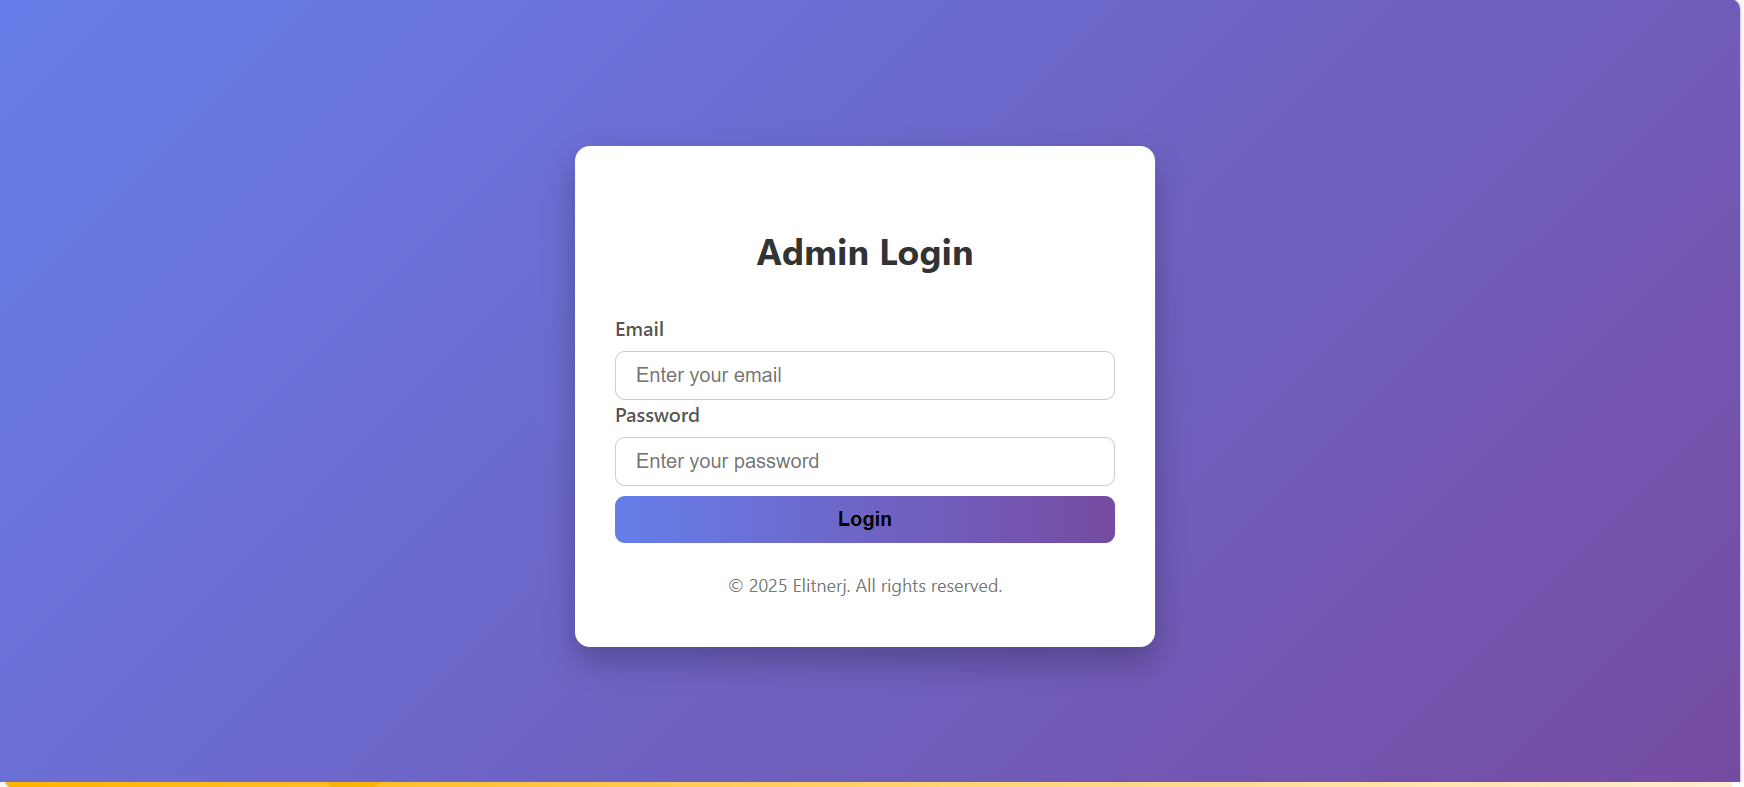 Admin Login
Email
Enter your email
Password
Enter your password
Login
© 2025 Elitnerj. All rights reserved.